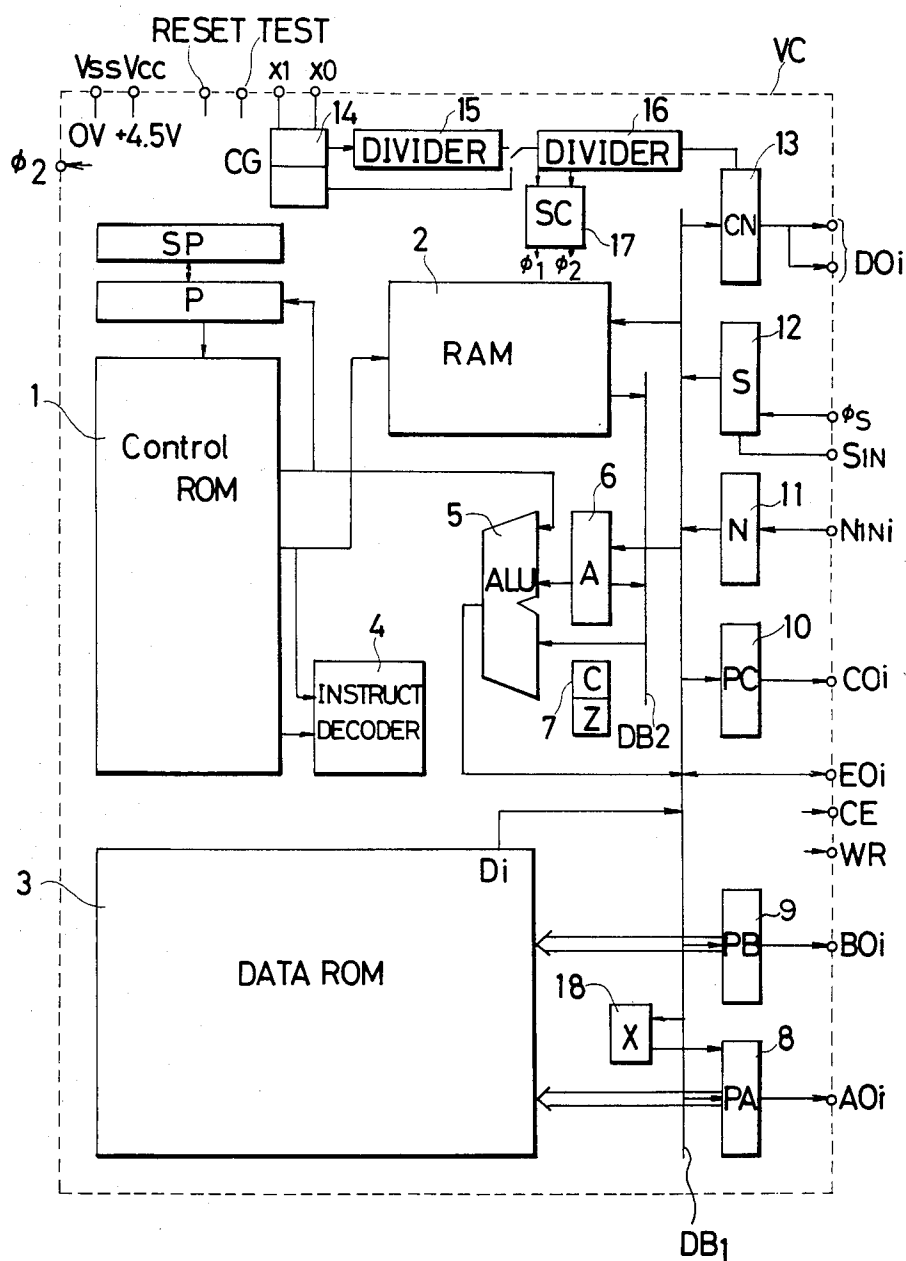 RESET TEST
VC
Vss Vcc
X1
X0
14
15
16
0V +4.5V
CG
DIVIDER
DIVIDER
13
ϕ2
SP
P
SC
17
CN
DOi
ϕ1
ϕ2
2
RAM
12
S
ϕS
SIN
1
Control
ROM
6
11
N
NINi
5
ALU
A
4
INSTRUCT
DECODER
10
PC
COi
7
C
Z
DB2
EOi
CE
WR
3
Di
DATA ROM
9
PB
BOi
18
X
8
PA
AOi
DB1